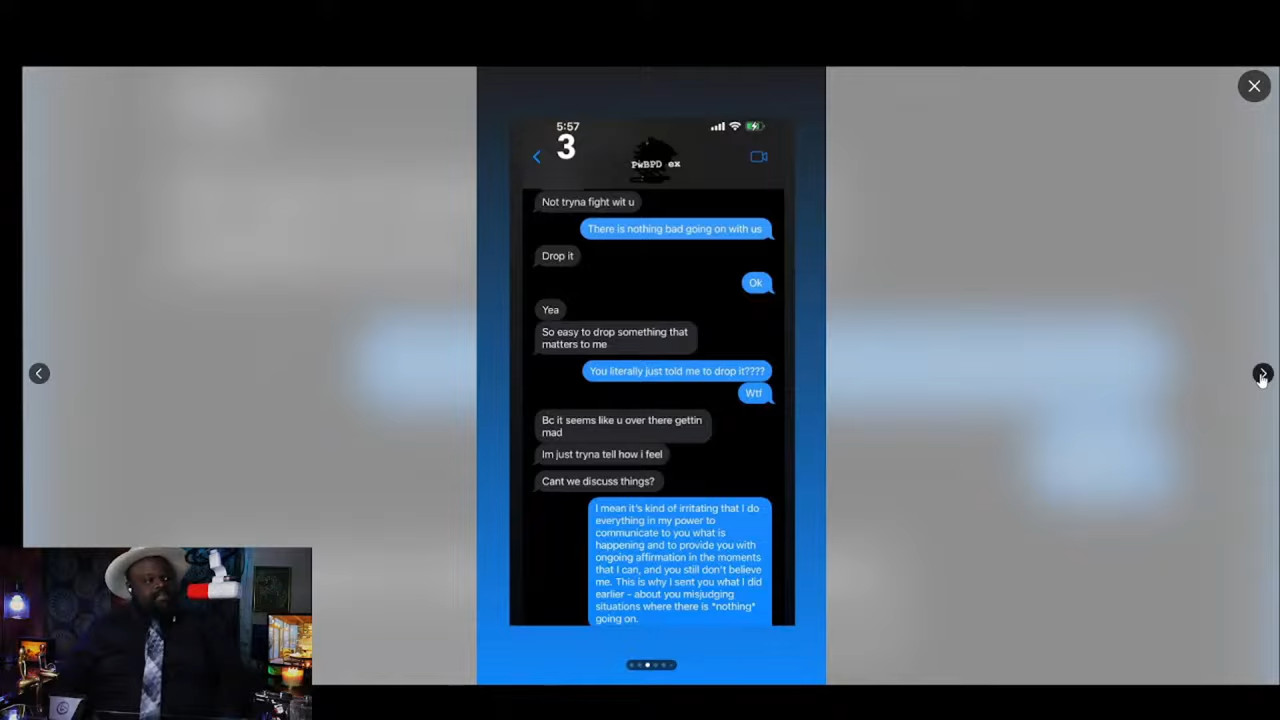 5:57
3
PwBPD ex
Not tryna fight wit u
There is nothing bad going on with us
Drop it
Ok
Yea
So easy to drop something that
matters to me
You literally just told me to drop it????
Wtf
Bc it seems like u over there gettin
mad
Im just tryna tell how i feel
Cant we discuss things?
I mean it's kind of irritating that I do
everything in my power to
communicate to you what is
happening and to provide you with
ongoing affirmation in the moments
that I can, and you still don't believe
me. This is why I sent you what I did
earlier - about you misjudging
situations where there is *nothing*
going on.